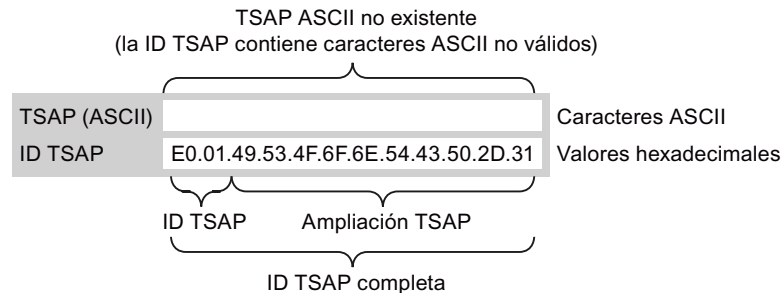 TSAP ASCII no existente
(la ID TSAP contiene caracteres ASCII no válidos)
TSAP (ASCII) Caracteres ASCII
ID TSAP E0.01.49.53.4F.6F.6E.54.43.50.2D.31 Valores hexadecimales
ID TSAP Ampliación TSAP
ID TSAP completa